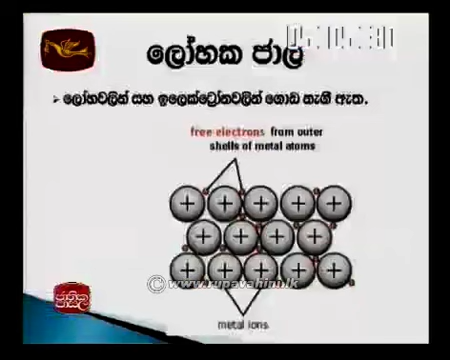 ලෝහක ජාල
➢ ලෝහවලින් සහ ඉලෙක්ට්‍රෝනවලින් ගොඩ නැගී ඇත.
free electrons from outer
shells of metal atoms
+ + + + +
+ + + +
+ + + + +
© www.rupavahini.lk
metal ions